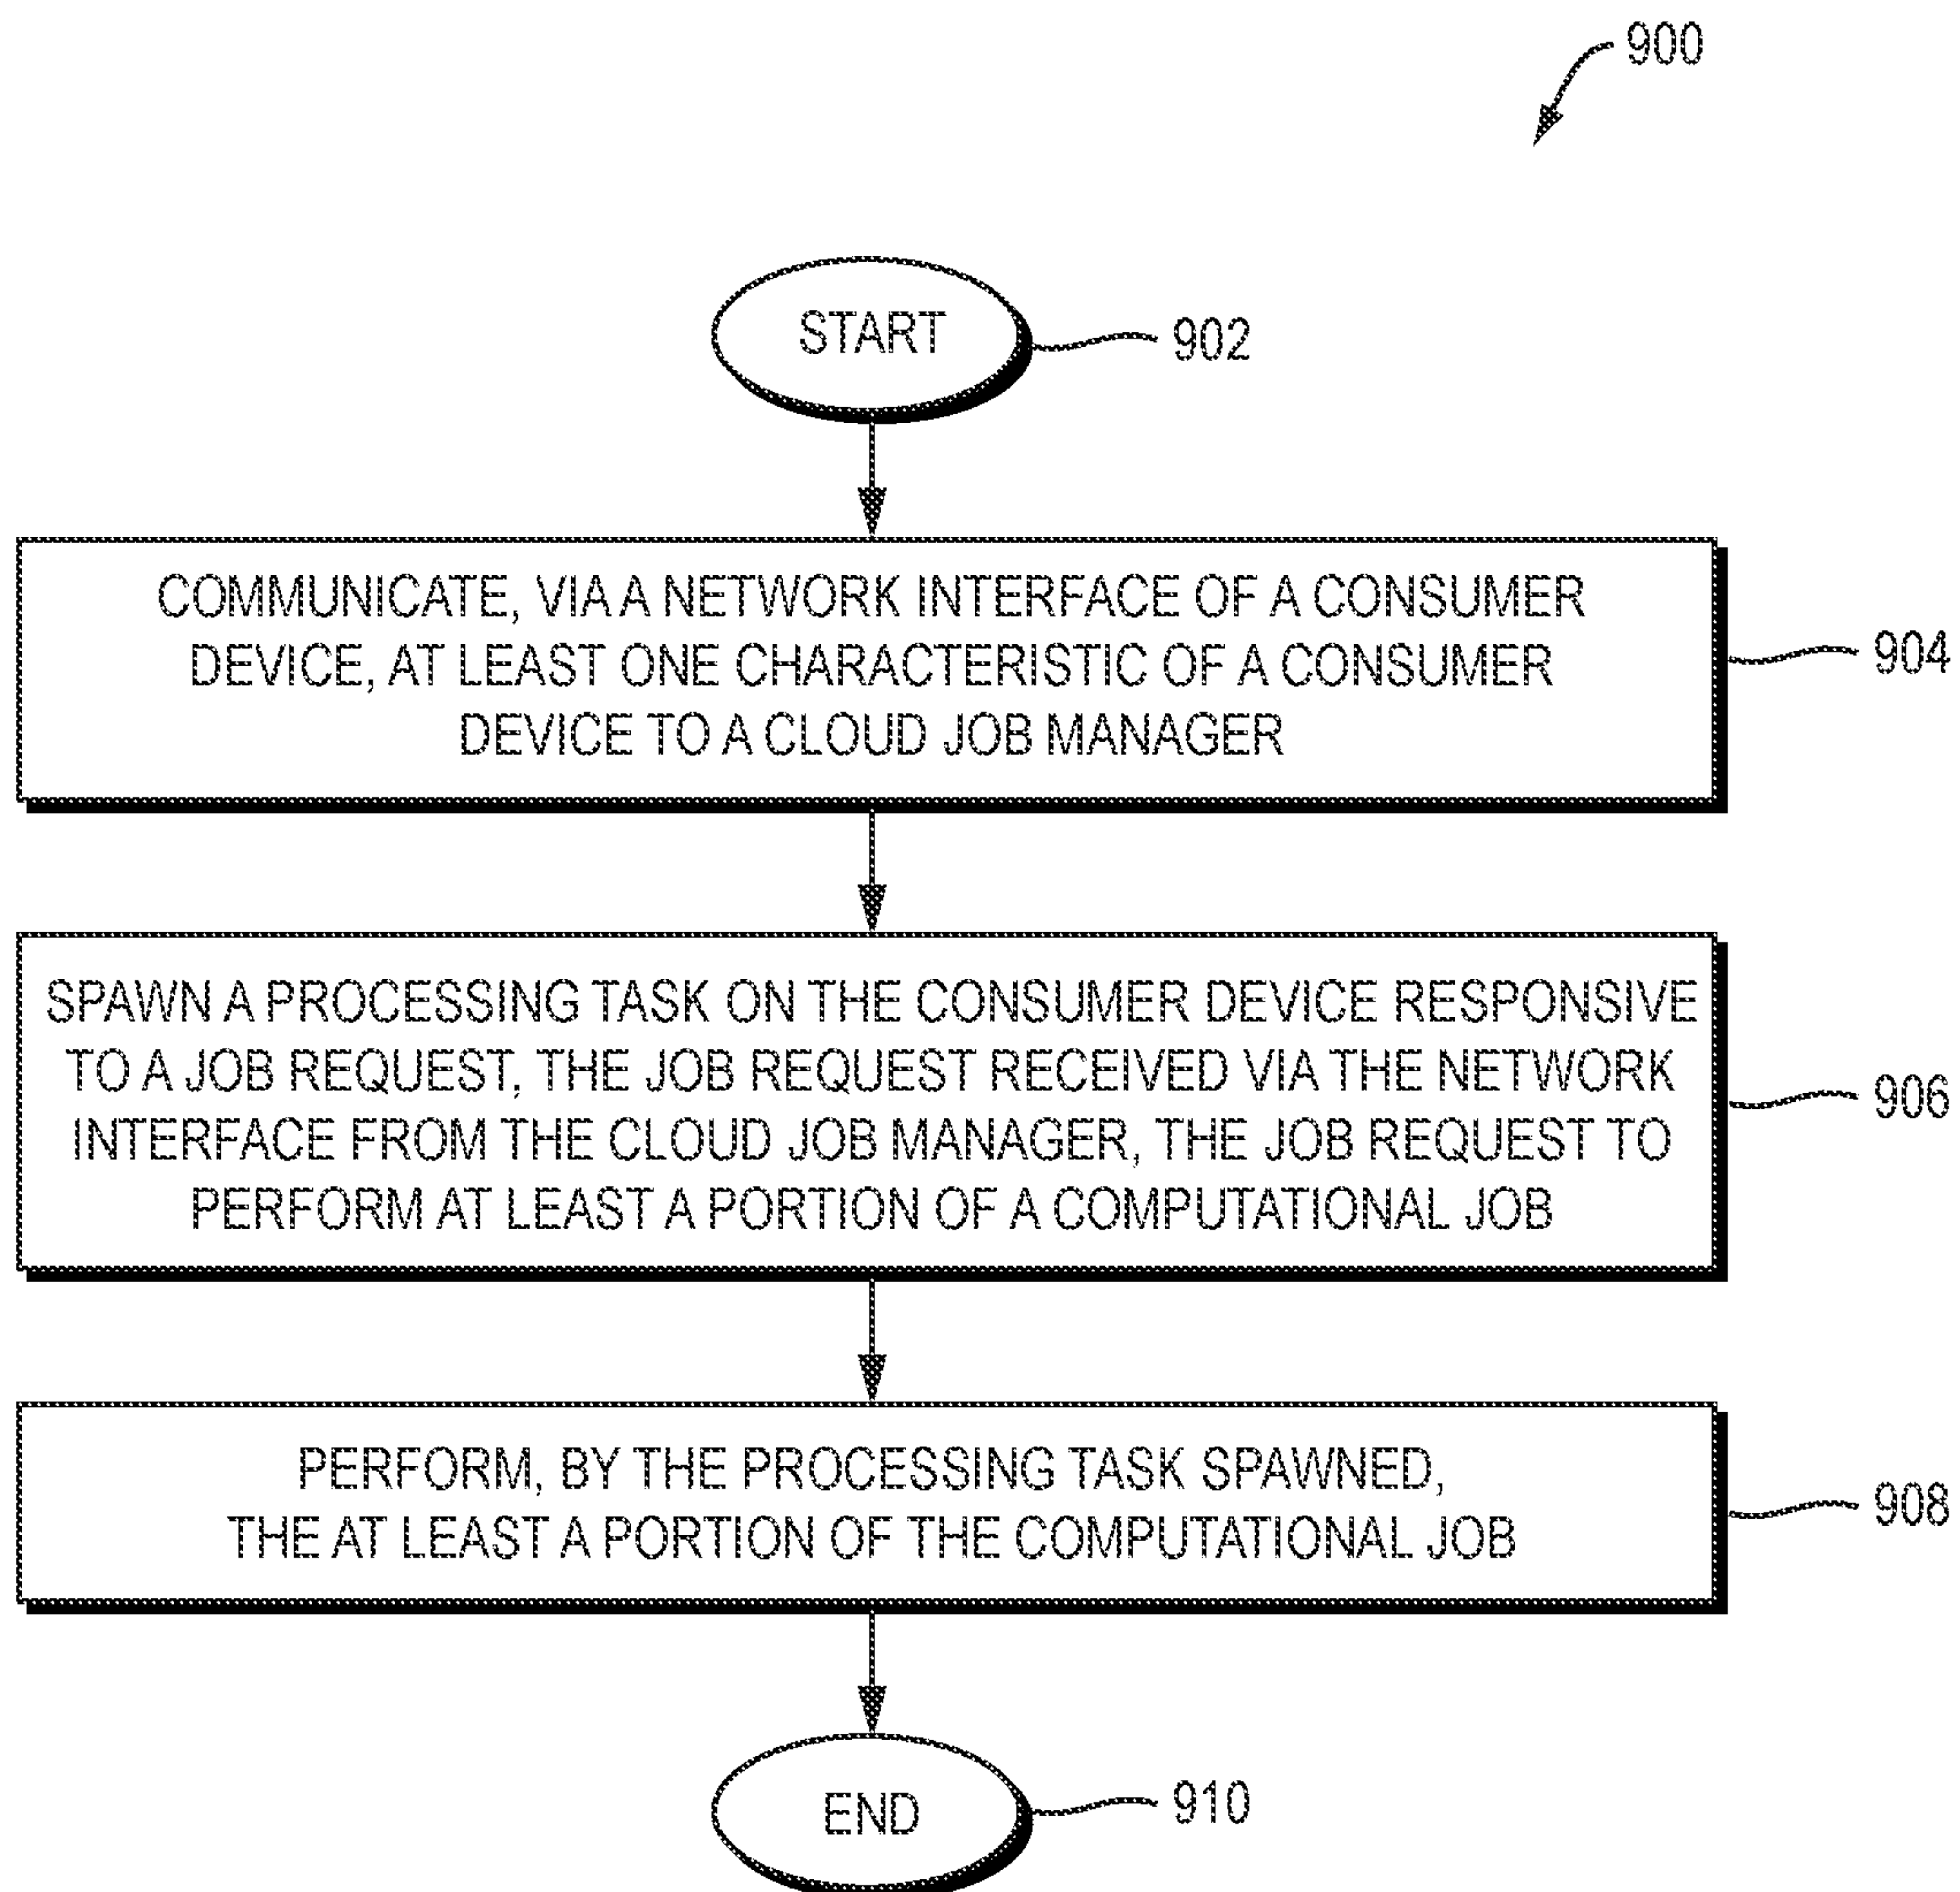 900
START
902
COMMUNICATE, VIA A NETWORK INTERFACE OF A CONSUMER
DEVICE, AT LEAST ONE CHARACTERISTIC OF A CONSUMER
DEVICE TO A CLOUD JOB MANAGER
904
SPAWN A PROCESSING TASK ON THE CONSUMER DEVICE RESPONSIVE
TO A JOB REQUEST, THE JOB REQUEST RECEIVED VIA THE NETWORK
INTERFACE FROM THE CLOUD JOB MANAGER, THE JOB REQUEST TO
PERFORM AT LEAST A PORTION OF A COMPUTATIONAL JOB
906
PERFORM, BY THE PROCESSING TASK SPAWNED,
THE AT LEAST A PORTION OF THE COMPUTATIONAL JOB
908
END
910